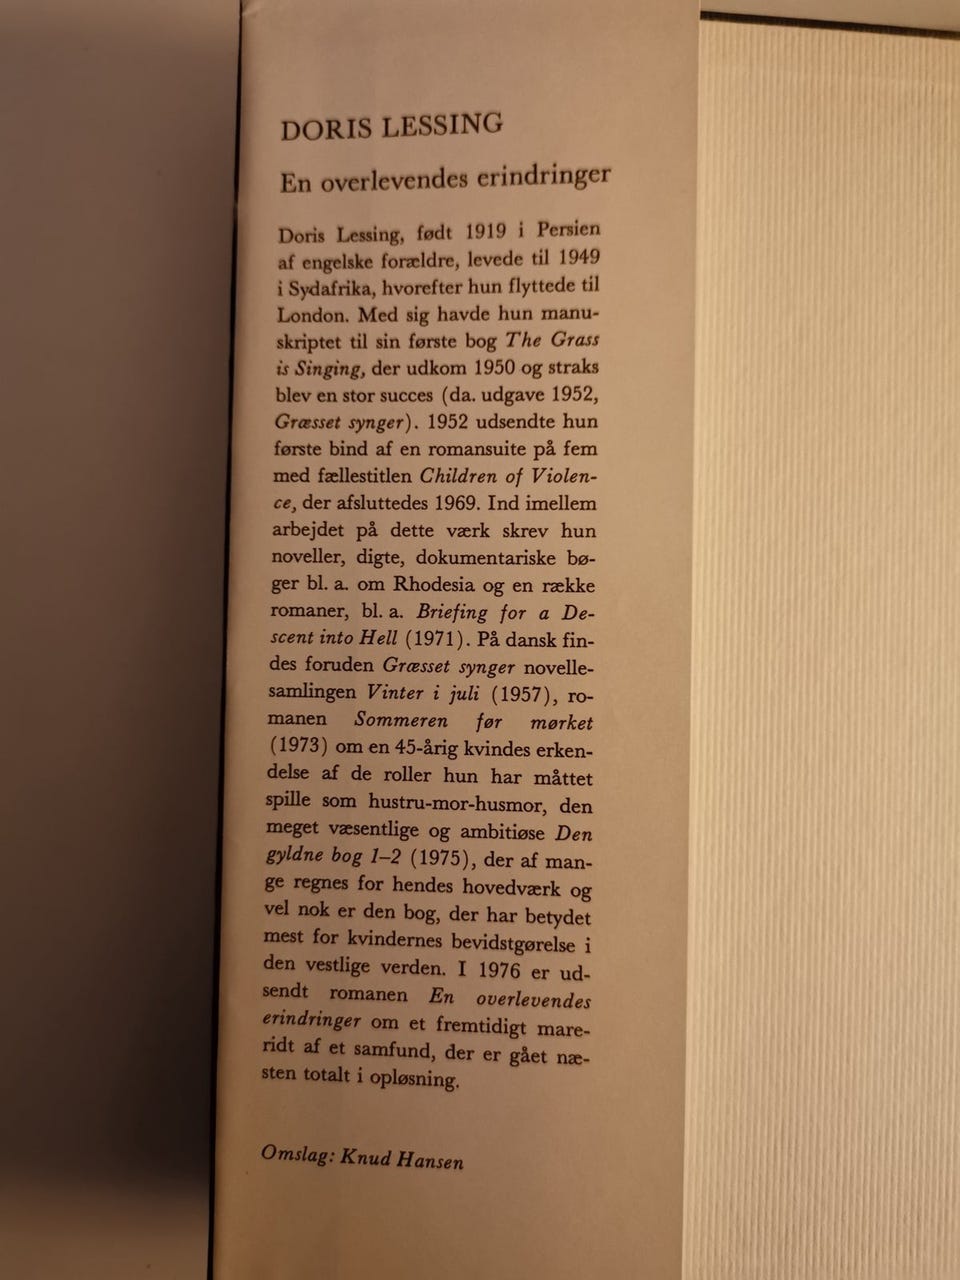 DORIS LESSING
En overlevendes erindringer
Doris Lessing, født 1919 i Persien
af engelske forældre, levede til 1949
i Sydafrika, hvorefter hun flyttede til
London. Med sig havde hun manu-
skriptet til sin første bog The Grass
is Singing, der udkom 1950 og straks
blev en stor succes (da. udgave 1952,
Græsset synger). 1952 udsendte hun
første bind af en romansuite på fem
med fællestitlen Children of Violen-
ce, der afsluttedes 1969. Ind imellem
arbejdet på dette værk skrev hun
noveller, digte, dokumentariske bø-
ger bl. a. om Rhodesia og en række
romaner, bl. a. Briefing for a De-
scent into Hell (1971). På dansk fin-
des foruden Græsset synger novelle-
samlingen Vinter i juli (1957), ro-
manen Sommeren før mørket
(1973) om en 45-årig kvindes erken-
delse af de roller hun har måttet
spille som hustru-mor-husmor, den
meget væsentlige og ambitiøse Den
gyldne bog 1–2 (1975), der af man-
ge regnes for hendes hovedværk og
vel nok er den bog, der har betydet
mest for kvindernes bevidstgørelse i
den vestlige verden. I 1976 er ud-
sendt romanen En overlevendes
erindringer om et fremtidigt mare-
ridt af et samfund, der er gået næ-
sten totalt i opløsning.
Omslag: Knud Hansen